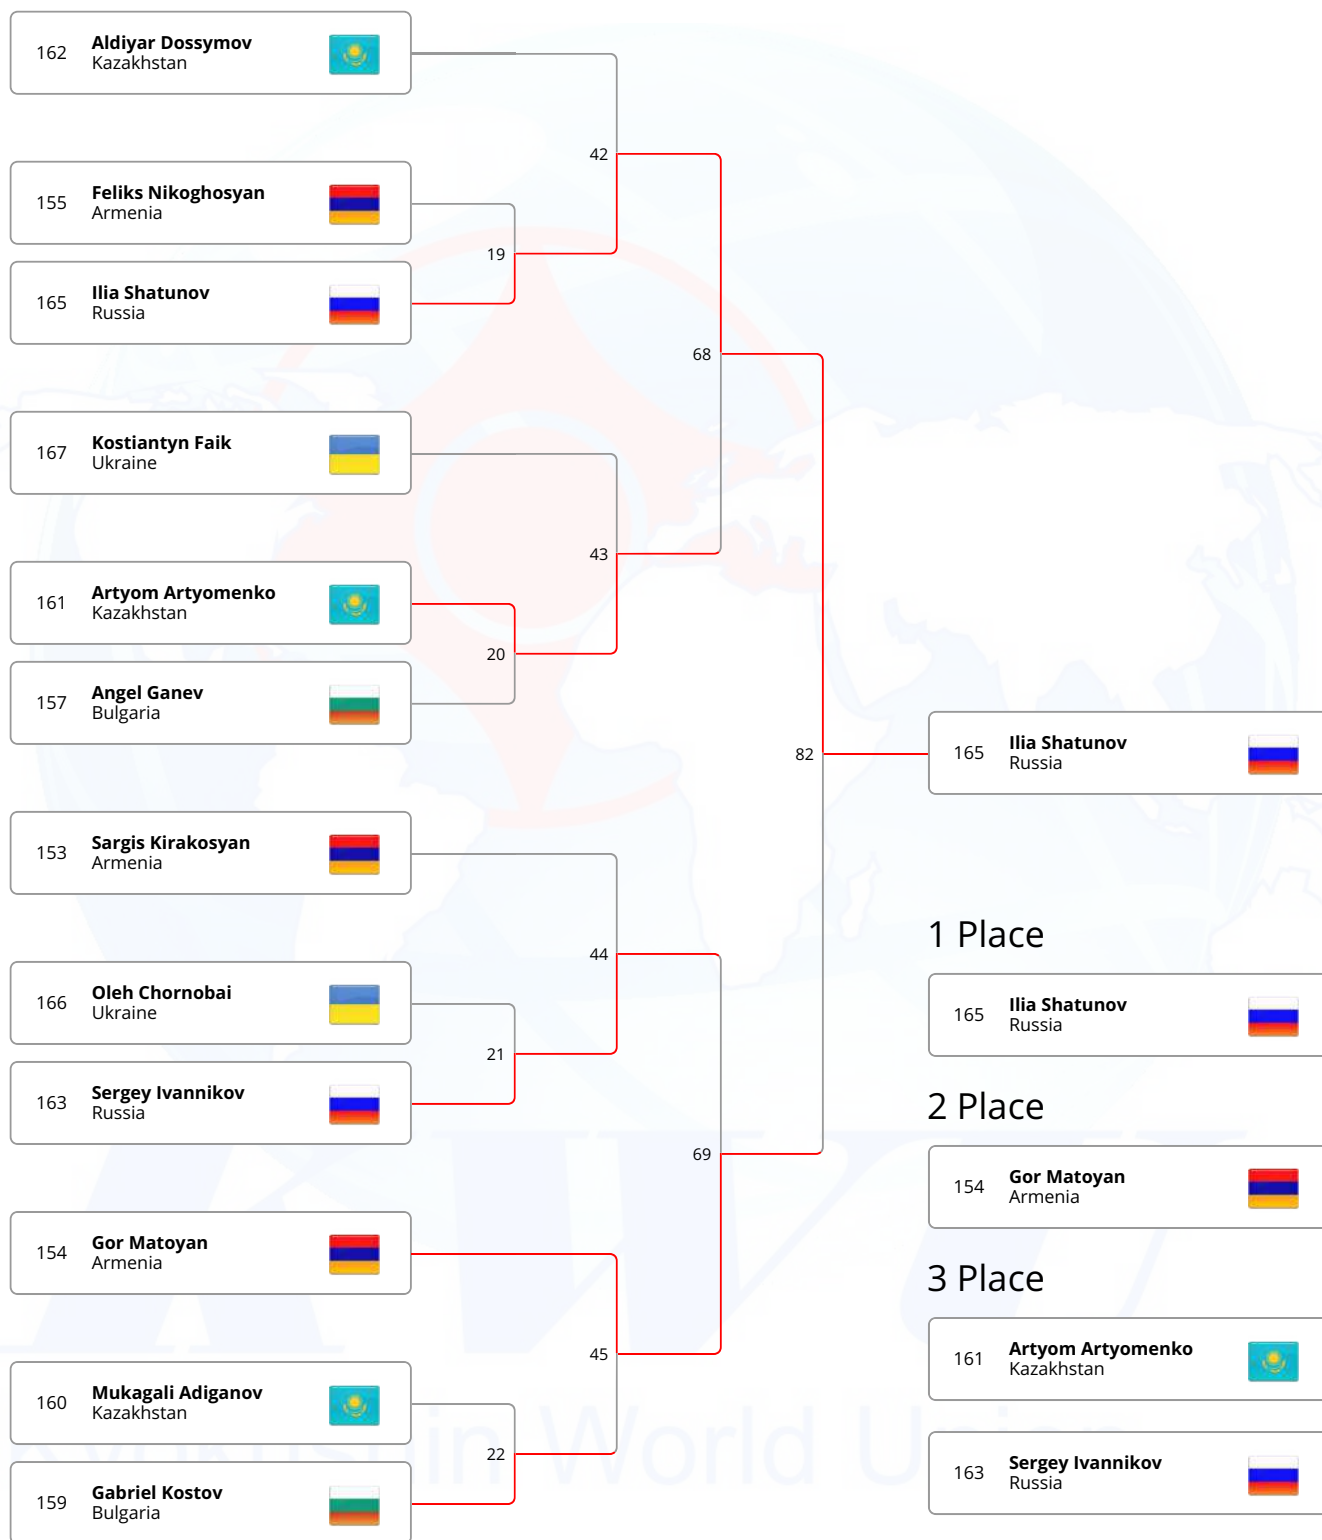 162
Aldiyar Dossymov
Kazakhstan
155
Feliks Nikoghosyan
Armenia
165
Ilia Shatunov
Russia
167
Kostiantyn Faik
Ukraine
161
Artyom Artyomenko
Kazakhstan
157
Angel Ganev
Bulgaria
153
Sargis Kirakosyan
Armenia
166
Oleh Chornobai
Ukraine
163
Sergey Ivannikov
Russia
154
Gor Matoyan
Armenia
160
Mukagali Adiganov
Kazakhstan
159
Gabriel Kostov
Bulgaria
19
20
21
22
42
43
44
45
68
69
82
165
Ilia Shatunov
Russia
1 Place
165
Ilia Shatunov
Russia
2 Place
154
Gor Matoyan
Armenia
3 Place
161
Artyom Artyomenko
Kazakhstan
163
Sergey Ivannikov
Russia
KWU
World